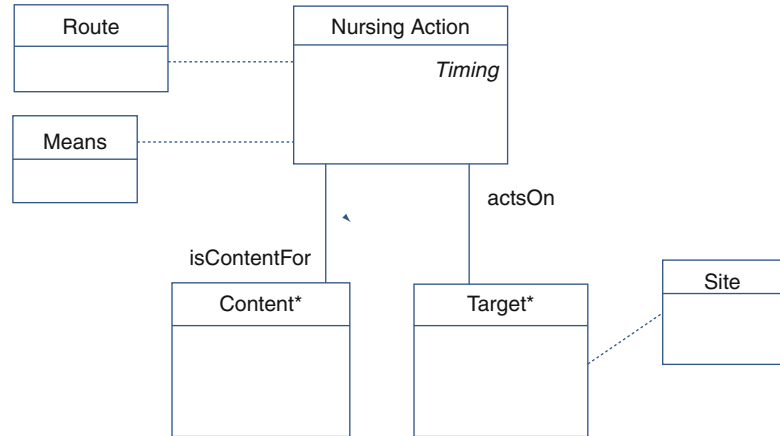 Route
Nursing Action
Timing
Means
actsOn
isContentFor
Content*
Target*
Site